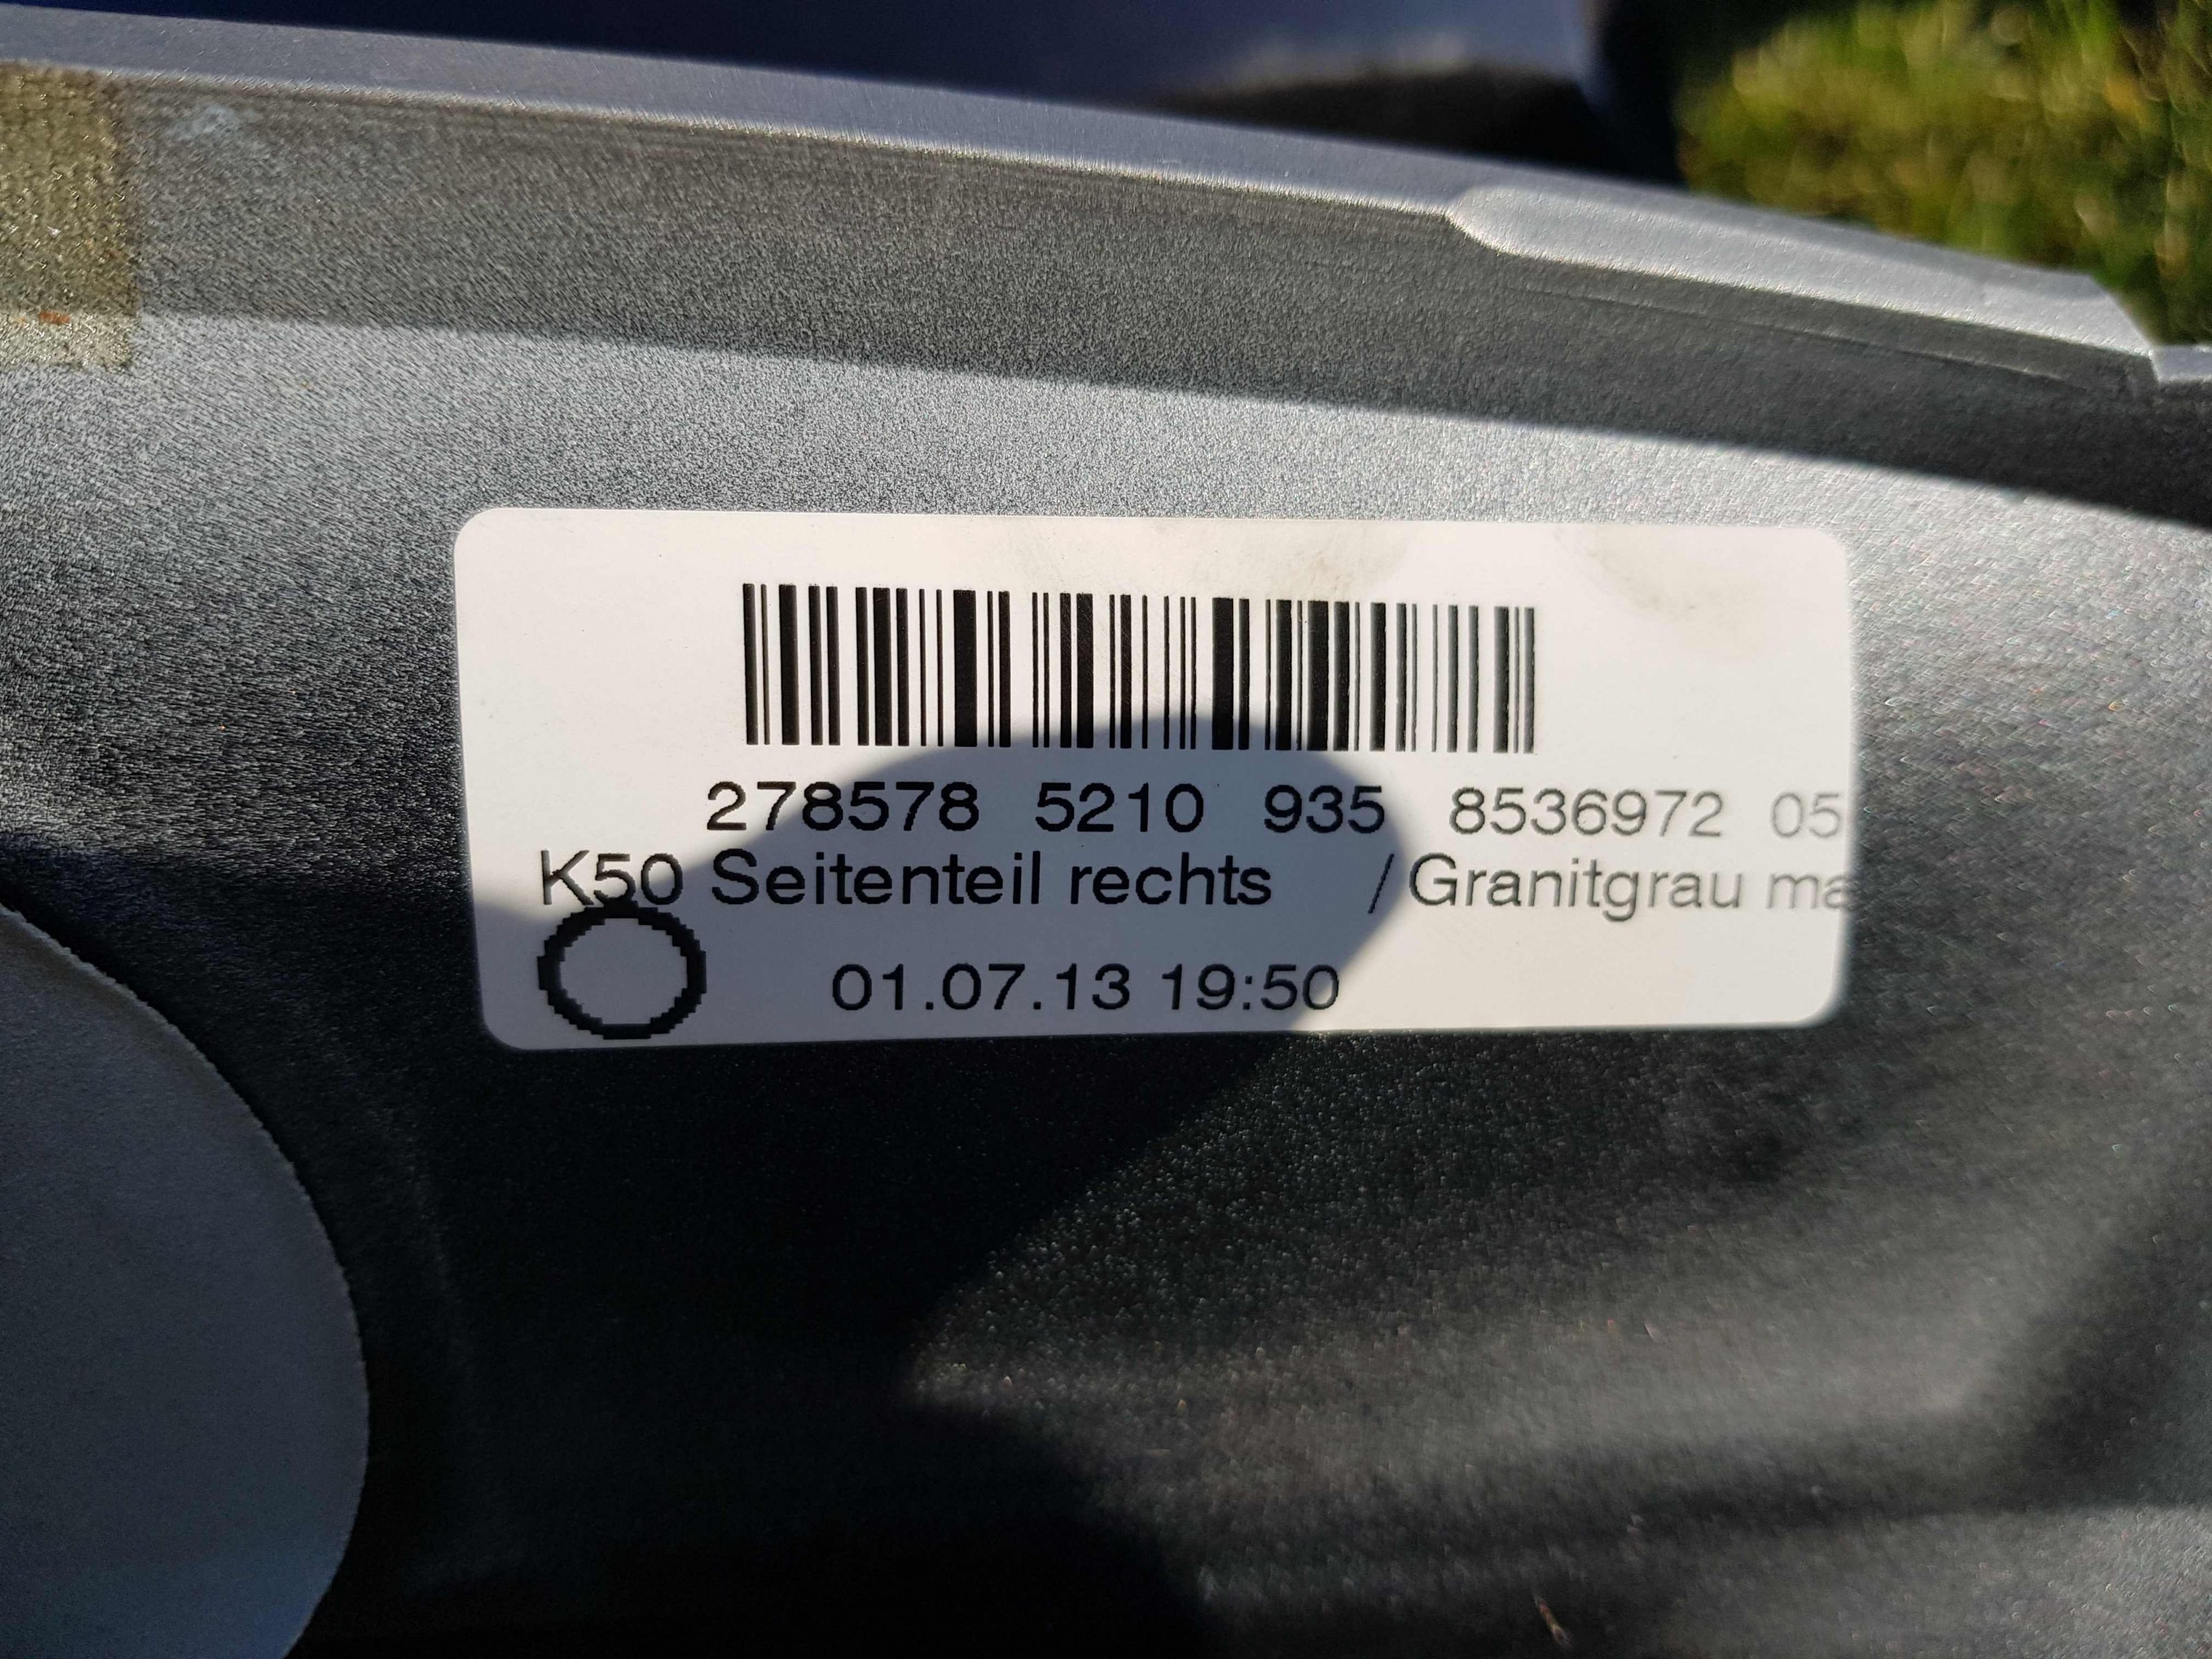 278578 5210 935 8536972 05
K50 Seitenteil rechts /Granitgrau ma
01.07.13 19:50